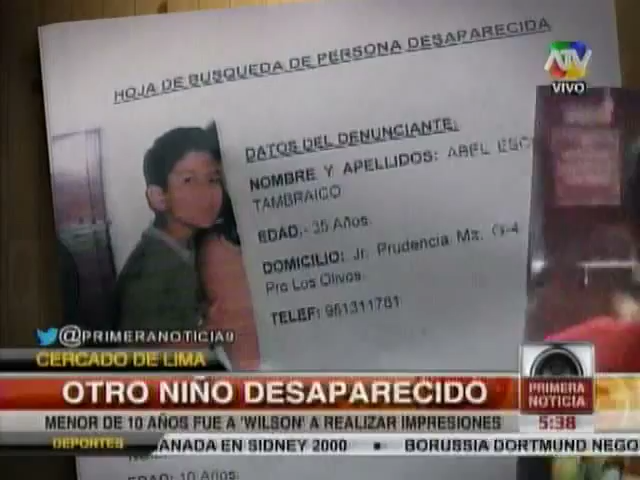 HOJA DE BUSQUEDA DE PERSONA DESAPARECIDA
ATV
VIVO
DATOS DEL DENUNCIANTE:
NOMBRE Y APELLIDOS: ABEL
TAMBRAICO
EDAD.- 35 Años.
DOMICILIO: Jr. Prudencia Mz.
Pro Los Olivos.
TELEF: 961311781
@PRIMERANOTICIA9
CERCADO DE LIMA
OTRO NIÑO DESAPARECIDO
PRIMERA
NOTICIA
MENOR DE 10 AÑOS FUE A 'WILSON' A REALIZAR IMPRESIONES
5:38
DEPORTES
ANADA EN SIDNEY 2000 • BORUSSIA DORTMUND NEGO
EDAD: 10 Años.